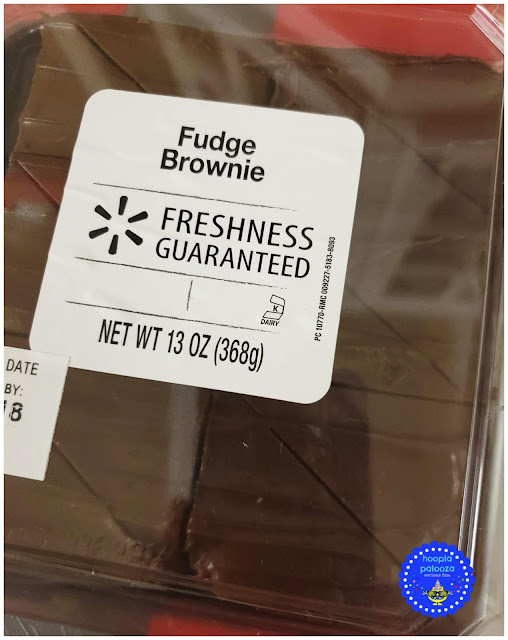 Fudge
Brownie
FRESHNESS
GUARANTEED
K
DAIRY
PC 10770-RMC 009227-5183-8093
NET WT 13 OZ (368g)
DATE
BY:
18
hoopla
palooza